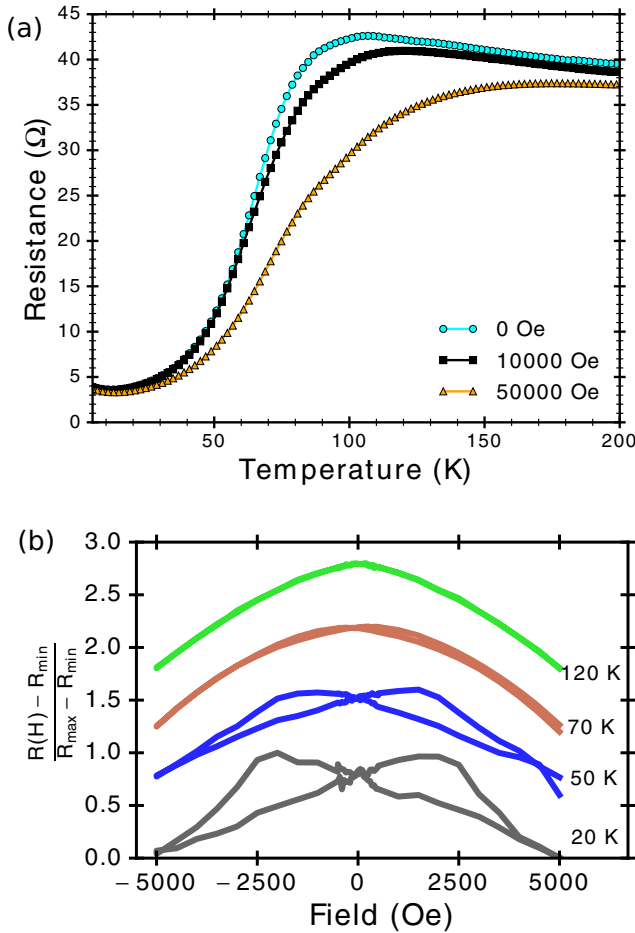 (a)
45
40
35
30
25
20
15
10
5
0
Resistance (Ω)
0 Oe
10000 Oe
50000 Oe
50
100
150
200
Temperature (K)
(b)
3.0
2.5
2.0
1.5
1.0
0.5
0.0
R(H) − Rmin
Rmax − Rmin
120 K
70 K
50 K
20 K
−5000
−2500
0
2500
5000
Field (Oe)